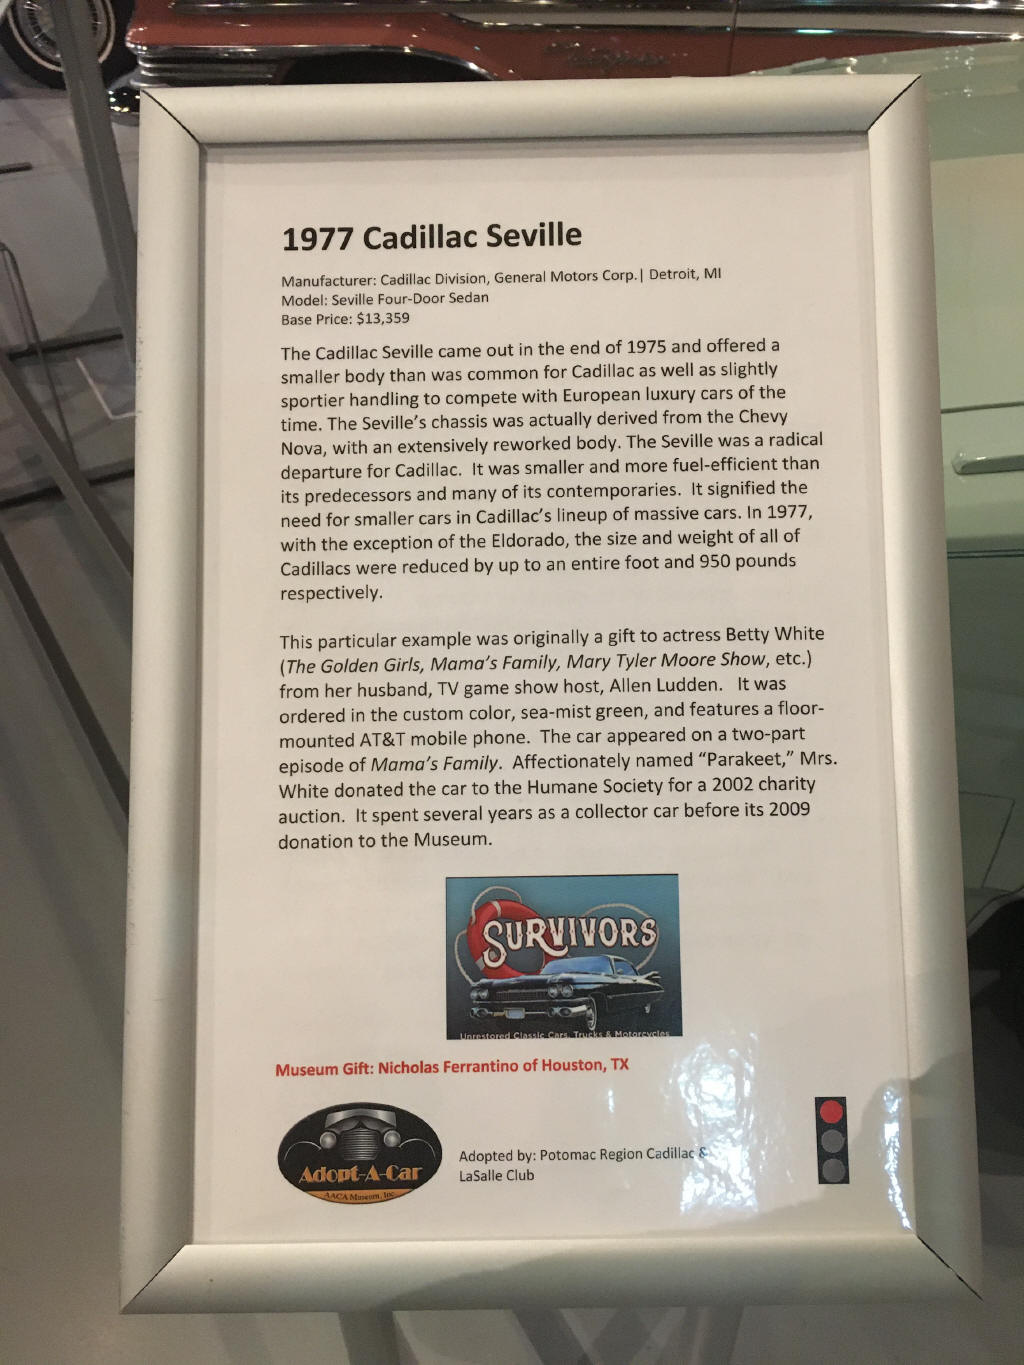 1977 Cadillac Seville
Manufacturer: Cadillac Division, General Motors Corp.| Detroit, MI
Model: Seville Four-Door Sedan
Base Price: $13,359
The Cadillac Seville came out in the end of 1975 and offered a
smaller body than was common for Cadillac as well as slightly
sportier handling to compete with European luxury cars of the
time. The Seville's chassis was actually derived from the Chevy
Nova, with an extensively reworked body. The Seville was a radical
departure for Cadillac.  It was smaller and more fuel-efficient than
its predecessors and many of its contemporaries.  It signified the
need for smaller cars in Cadillac's lineup of massive cars. In 1977,
with the exception of the Eldorado, the size and weight of all of
Cadillacs were reduced by up to an entire foot and 950 pounds
respectively.
This particular example was originally a gift to actress Betty White
(The Golden Girls, Mama's Family, Mary Tyler Moore Show, etc.)
from her husband, TV game show host, Allen Ludden.   It was
ordered in the custom color, sea-mist green, and features a floor-
mounted AT&T mobile phone.  The car appeared on a two-part
episode of Mama's Family.  Affectionately named “Parakeet,” Mrs.
White donated the car to the Humane Society for a 2002 charity
auction.  It spent several years as a collector car before its 2009
donation to the Museum.
SURVIVORS
Unrestored Classic Cars, Trucks & Motorcycles
Museum Gift: Nicholas Ferrantino of Houston, TX
Adopt-A-Car
AACA Museum, Inc
Adopted by: Potomac Region Cadillac &
LaSalle Club